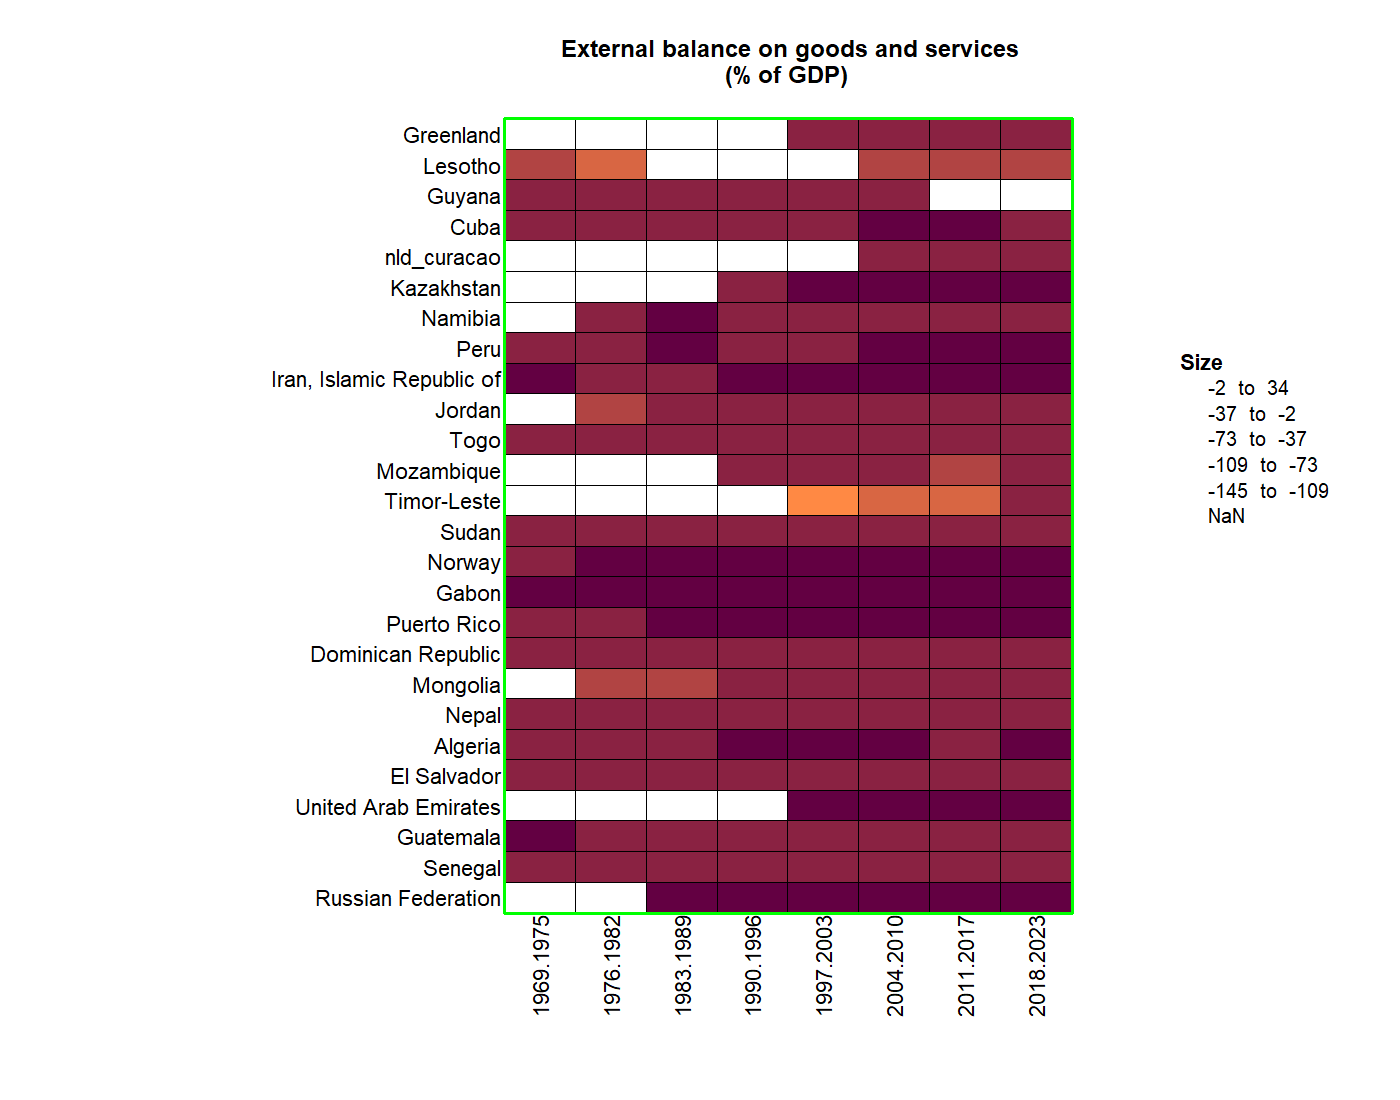 External balance on goods and services
(% of GDP)
Greenland
Lesotho
Guyana
Cuba
nld_curacao
Kazakhstan
Namibia
Peru
Iran, Islamic Republic of
Jordan
Togo
Mozambique
Timor-Leste
Sudan
Norway
Gabon
Puerto Rico
Dominican Republic
Mongolia
Nepal
Algeria
El Salvador
United Arab Emirates
Guatemala
Senegal
Russian Federation
1969.1975
1976.1982
1983.1989
1990.1996
1997.2003
2004.2010
2011.2017
2018.2023
Size
-2 to 34
-37 to -2
-73 to -37
-109 to -73
-145 to -109
NaN